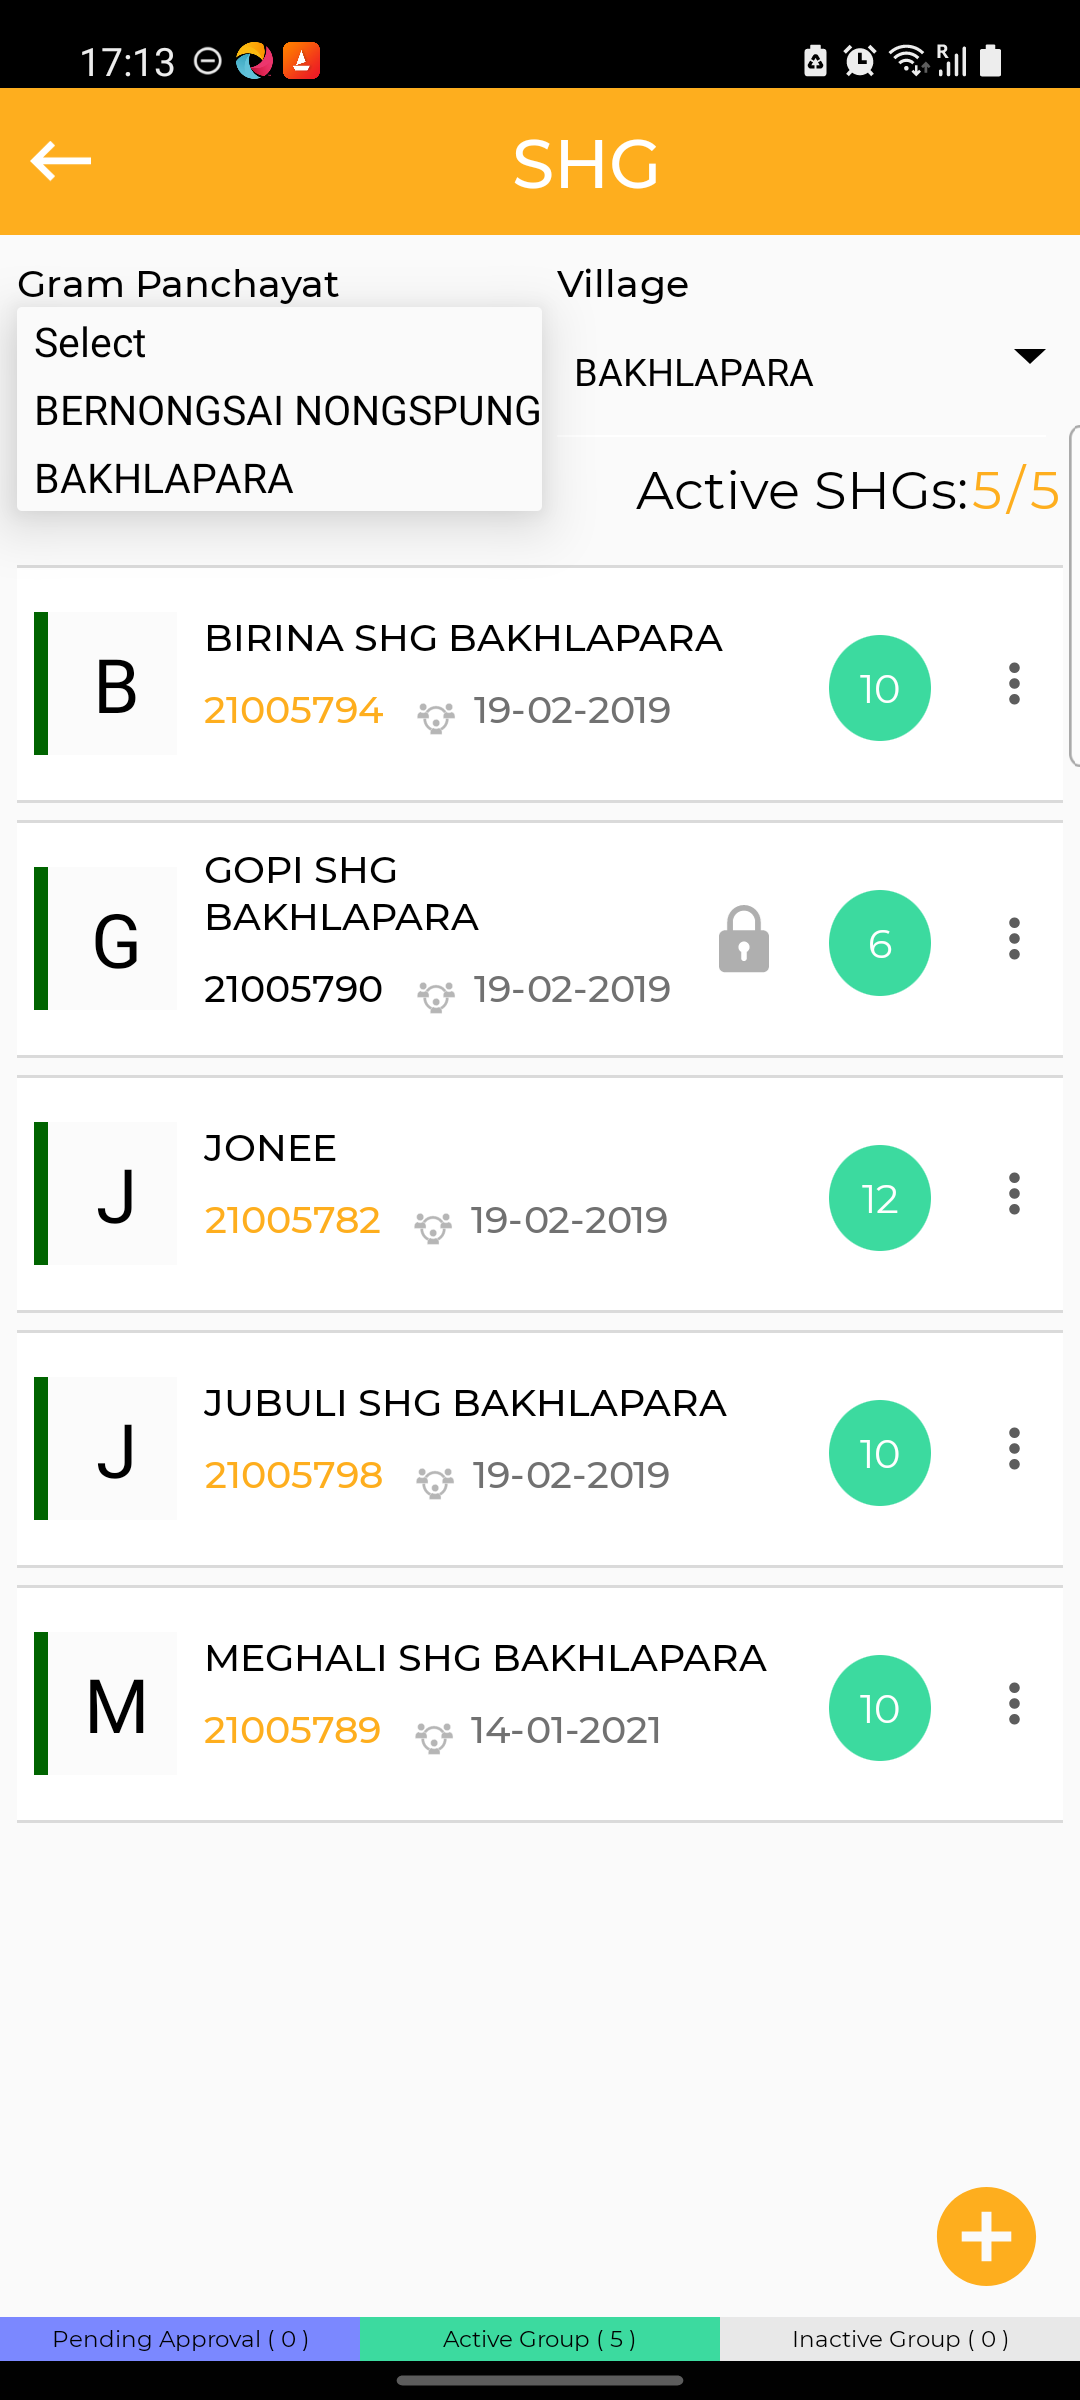 17:13
R
SHG
Gram Panchayat
Village
Select
BERNONGSAI NONGSPUNG
BAKHLAPARA
BAKHLAPARA
Active SHGs:5/5
B
BIRINA SHG BAKHLAPARA
21005794 19-02-2019
10
G
GOPI SHG
BAKHLAPARA
21005790 19-02-2019
6
J
JONEE
21005782 19-02-2019
12
J
JUBULI SHG BAKHLAPARA
21005798 19-02-2019
10
M
MEGHALI SHG BAKHLAPARA
21005789 14-01-2021
10
Pending Approval ( 0 )
Active Group ( 5 )
Inactive Group ( 0 )